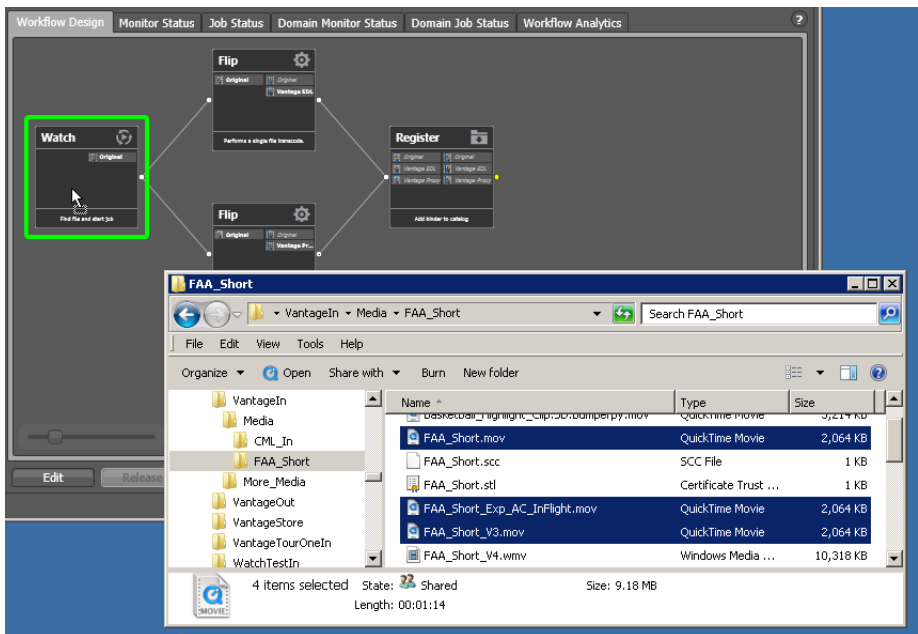 Workflow Design Monitor Status Job Status Domain Monitor Status Domain Job Status Workflow Analytics ?
Flip
Original Original
Vantage EDL
Performs a single file transcode.
Watch
Original
Find file and start job
Register
Original Original
Vantage EDL Vantage EDL
Vantage Proxy Vantage Proxy
Add binder to catalog
Flip
Original Original
Vantage Pr...
Edit Release
FAA_Short
VantageIn Media FAA_Short Search FAA_Short
File Edit View Tools Help
Organize Open Share with Burn New folder ?
VantageIn
Media
CML_In
FAA_Short
More_Media
VantageOut
VantageStore
VantageTourOneIn
WatchTestIn
Name Type Size
Basketball_Highlight_Clip.SD.bumperpy.mov QuickTime Movie 3,214 KB
FAA_Short.mov QuickTime Movie 2,064 KB
FAA_Short.scc SCC File 1 KB
FAA_Short.stl Certificate Trust ... 1 KB
FAA_Short_Exp_AC_InFlight.mov QuickTime Movie 2,064 KB
FAA_Short_V3.mov QuickTime Movie 2,064 KB
FAA_Short_V4.wmv Windows Media ... 10,318 KB
MOVIE
4 items selected State: Shared Size: 9.18 MB
Length: 00:01:14